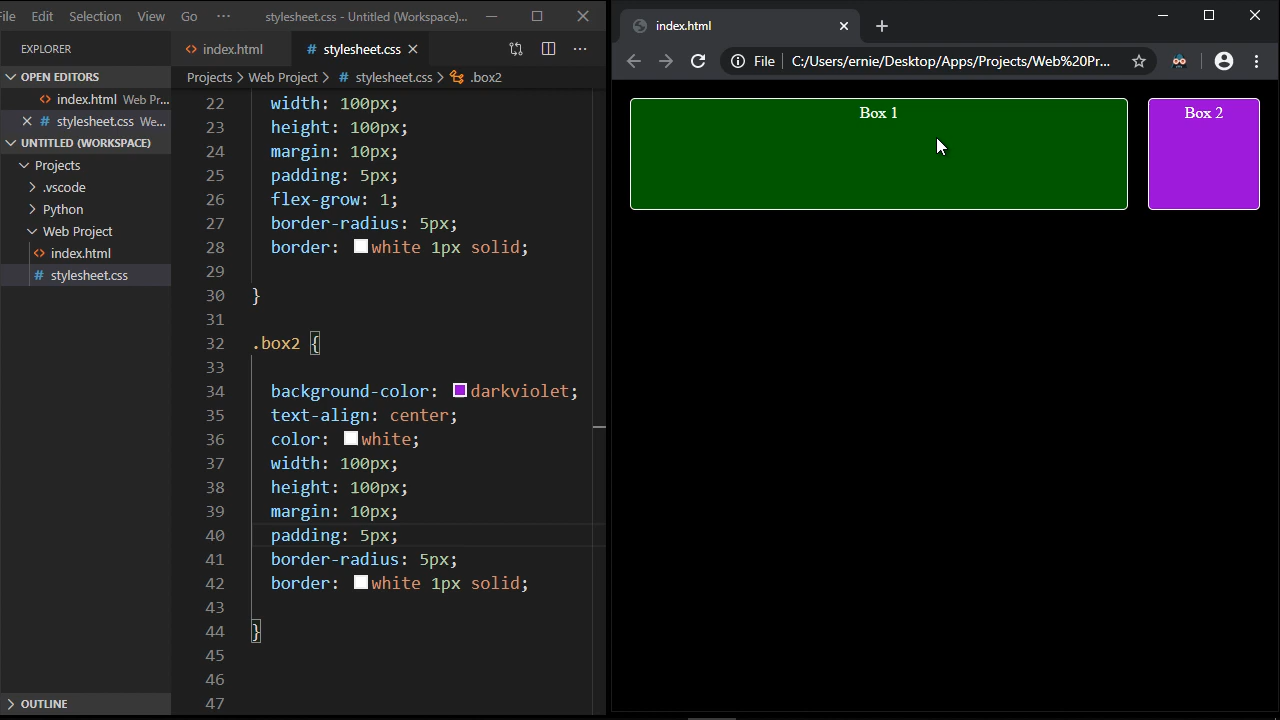 File Edit Selection View Go ··· stylesheet.css - Untitled (Workspace)...
EXPLORER
OPEN EDITORS
index.html Web Pr...
stylesheet.css We...
UNTITLED (WORKSPACE)
Projects
.vscode
Python
Web Project
index.html
stylesheet.css
OUTLINE
index.html
stylesheet.css
Projects > Web Project > # stylesheet.css > .box2
22 width: 100px;
23 height: 100px;
24 margin: 10px;
25 padding: 5px;
26 flex-grow: 1;
27 border-radius: 5px;
28 border: white 1px solid;
29
30 }
31
32 .box2 {
33
34 background-color: darkviolet;
35 text-align: center;
36 color: white;
37 width: 100px;
38 height: 100px;
39 margin: 10px;
40 padding: 5px;
41 border-radius: 5px;
42 border: white 1px solid;
43
44 }
45
46
47
index.html
File C:/Users/ernie/Desktop/Apps/Projects/Web%20Pr...
Box 1
Box 2